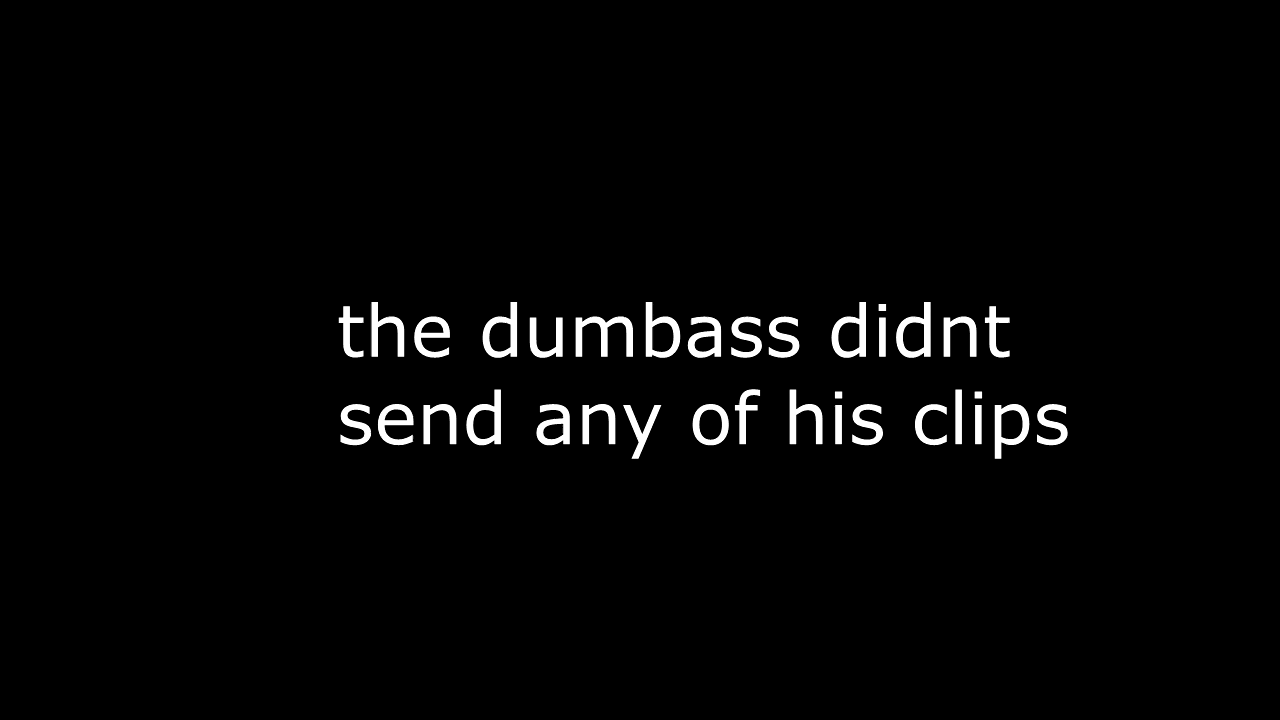 the dumbass didnt
send any of his clips